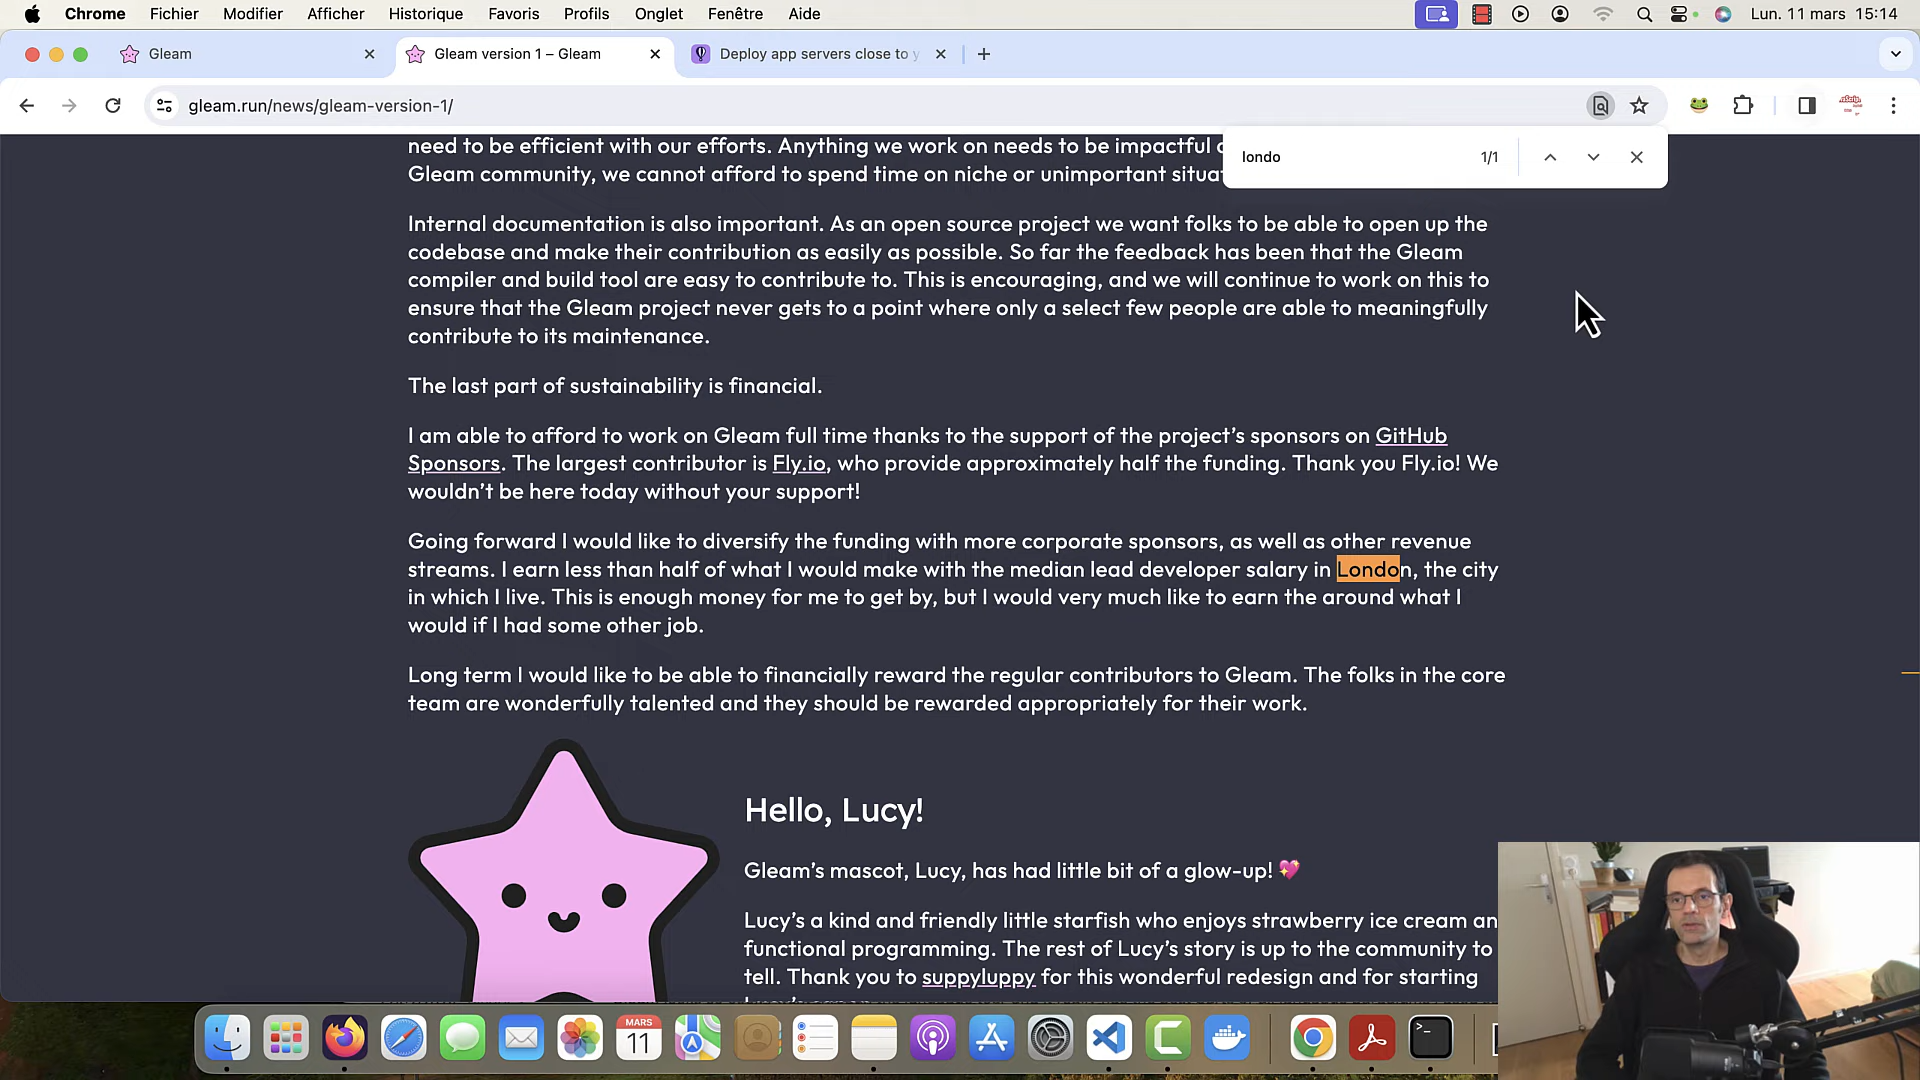 Chrome Fichier Modifier Afficher Historique Favoris Profils Onglet Fenêtre Aide Lun. 11 mars 15:14
Gleam
Gleam version 1 – Gleam
Deploy app servers close to y
gleam.run/news/gleam-version-1/
londo 1/1
need to be efficient with our efforts. Anything we work on needs to be impactful
Gleam community, we cannot afford to spend time on niche or unimportant situat
Internal documentation is also important. As an open source project we want folks to be able to open up the
codebase and make their contribution as easily as possible. So far the feedback has been that the Gleam
compiler and build tool are easy to contribute to. This is encouraging, and we will continue to work on this to
ensure that the Gleam project never gets to a point where only a select few people are able to meaningfully
contribute to its maintenance.
The last part of sustainability is financial.
I am able to afford to work on Gleam full time thanks to the support of the project's sponsors on GitHub
Sponsors. The largest contributor is Fly.io, who provide approximately half the funding. Thank you Fly.io! We
wouldn't be here today without your support!
Going forward I would like to diversify the funding with more corporate sponsors, as well as other revenue
streams. I earn less than half of what I would make with the median lead developer salary in London, the city
in which I live. This is enough money for me to get by, but I would very much like to earn the around what I
would if I had some other job.
Long term I would like to be able to financially reward the regular contributors to Gleam. The folks in the core
team are wonderfully talented and they should be rewarded appropriately for their work.
Hello, Lucy!
Gleam's mascot, Lucy, has had little bit of a glow-up! 💖
Lucy's a kind and friendly little starfish who enjoys strawberry ice cream an
functional programming. The rest of Lucy's story is up to the community to
tell. Thank you to suppyluppy for this wonderful redesign and for starting
MARS
11